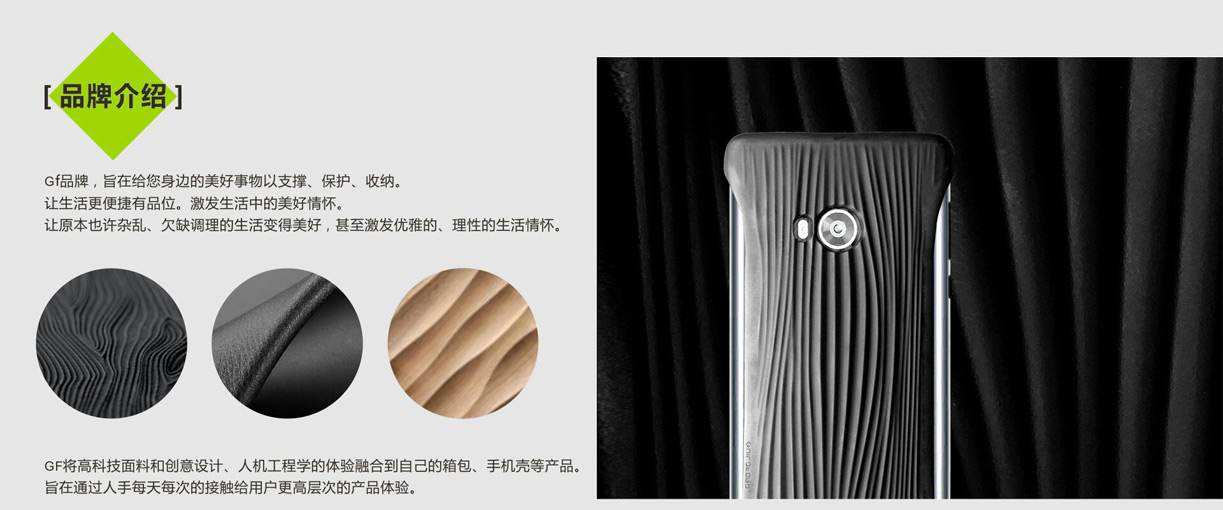 [品牌介绍]
Gf品牌，旨在给您身边的美好事物以支撑、保护、收纳。
让生活更便捷有品位。激发生活中的美好情怀。
让原本也许杂乱、欠缺调理的生活变得美好，甚至激发优雅的、理性的生活情怀。
GF将高科技面料和创意设计、人机工程学的体验融合到自己的箱包、手机壳等产品。
旨在通过人手每天每次的接触给用户更高层次的产品体验。